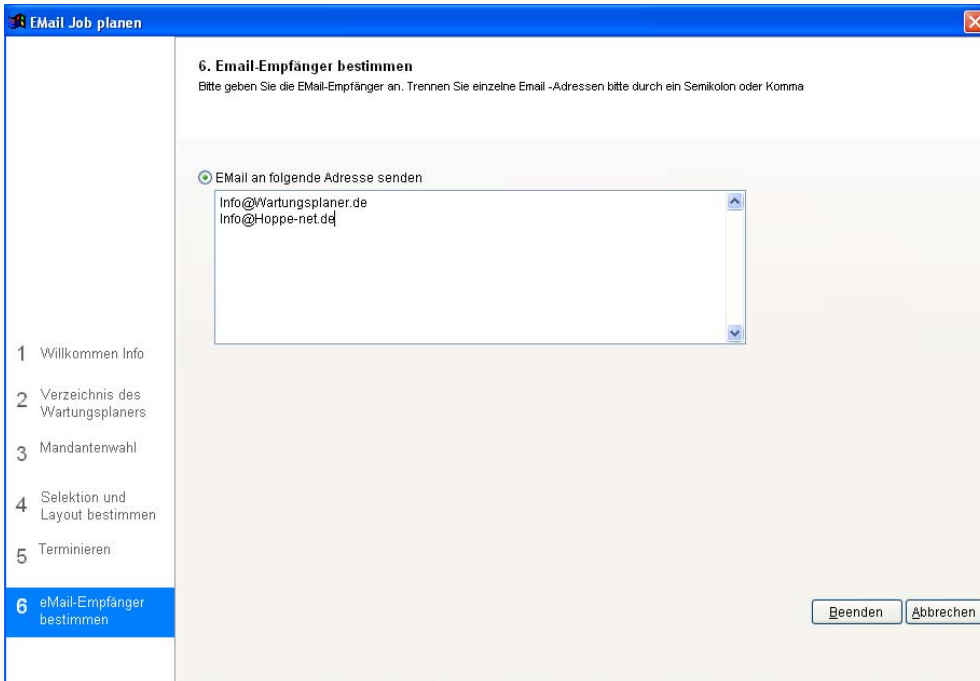 EMail Job planen
6. Email-Empfänger bestimmen
Bitte geben Sie die EMail-Empfänger an. Trennen Sie einzelne Email -Adressen bitte durch ein Semikolon oder Komma
EMail an folgende Adresse senden
Info@Wartungsplaner.de
Info@Hoppe-net.de
1 Willkommen Info
2 Verzeichnis des
Wartungsplaners
3 Mandantenwahl
4 Selektion und
Layout bestimmen
5 Terminieren
6 eMail-Empfänger
bestimmen
Beenden Abbrechen